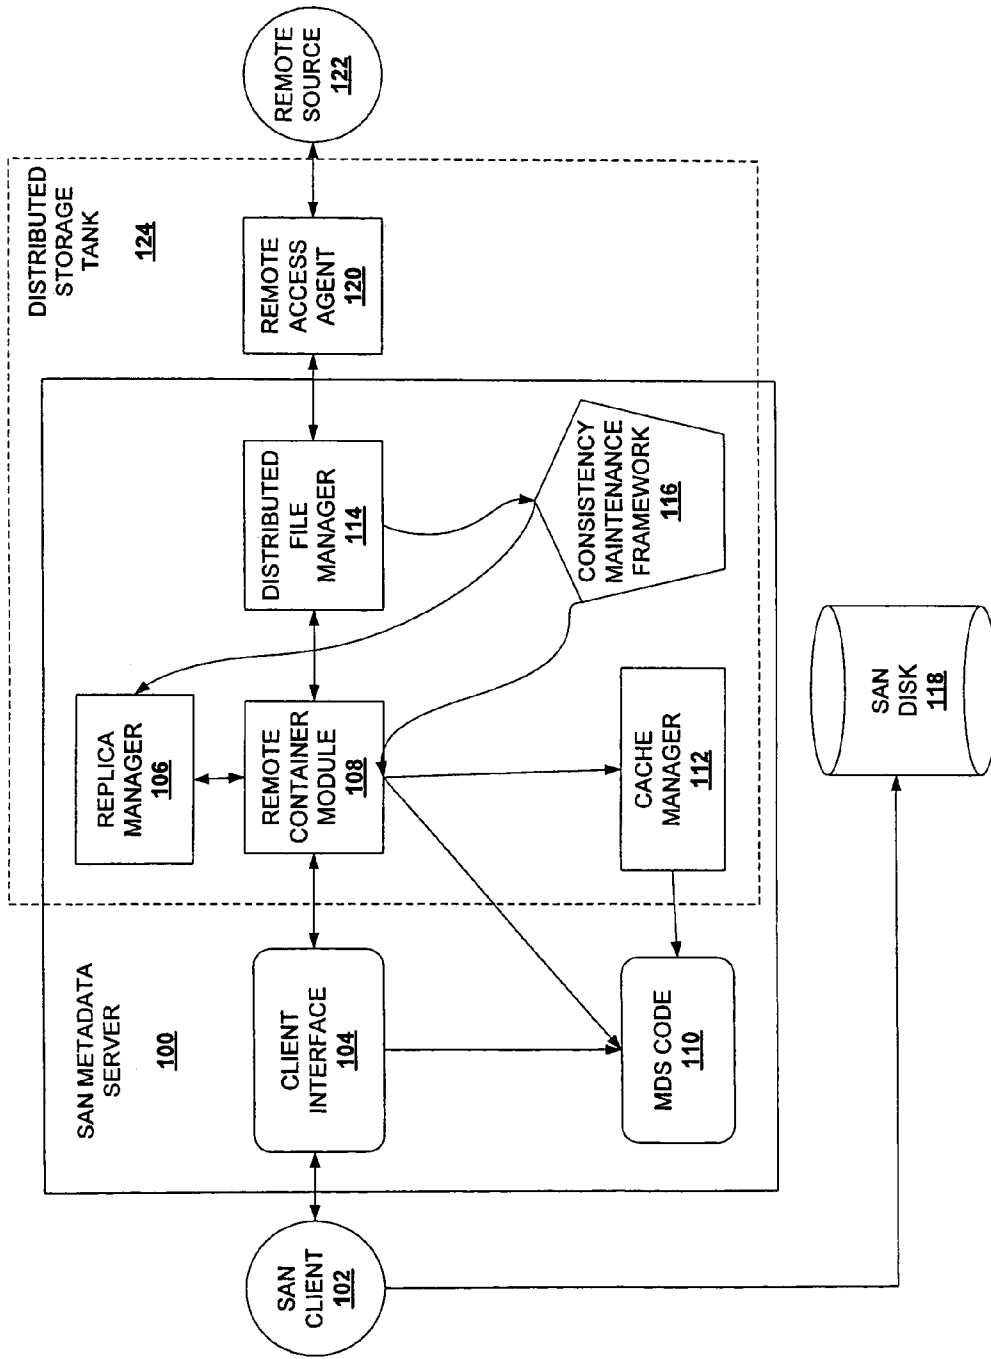 SAN METADATA
SERVER
100
DISTRIBUTED
STORAGE
TANK
124
REPLICA
MANAGER
106
SAN
CLIENT
102
CLIENT
INTERFACE
104
REMOTE
CONTAINER
MODULE
108
DISTRIBUTED
FILE
MANAGER
114
REMOTE
ACCESS
AGENT
120
REMOTE
SOURCE
122
MDS CODE
110
CACHE
MANAGER
112
CONSISTENCY
MAINTENANCE
FRAMEWORK
116
SAN
DISK
118